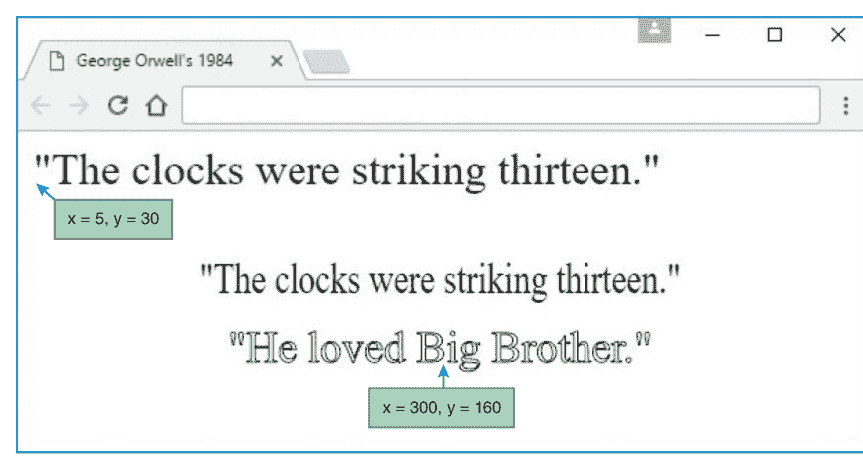 George Orwell's 1984
"The clocks were striking thirteen."
x = 5, y = 30
"The clocks were striking thirteen."
"He loved Big Brother."
x = 300, y = 160